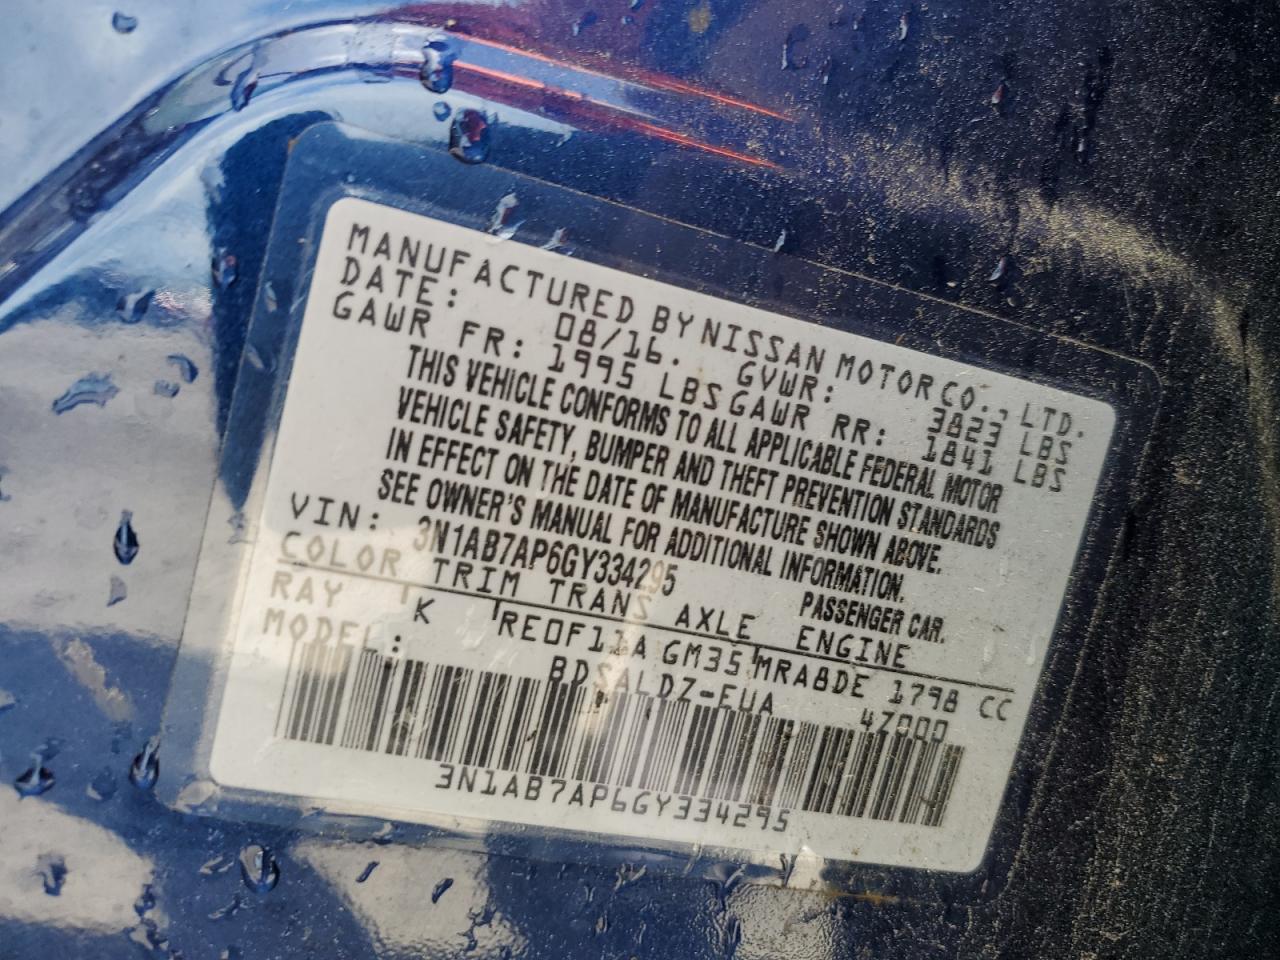 MANUFACTURED BY NISSAN MOTOR CO., LTD.
DATE: 08/16. GVWR: 3823 LBS
GAWR FR: 1995 LBS GAWR RR: 1841 LBS
THIS VEHICLE CONFORMS TO ALL APPLICABLE FEDERAL MOTOR
VEHICLE SAFETY, BUMPER AND THEFT PREVENTION STANDARDS
IN EFFECT ON THE DATE OF MANUFACTURE SHOWN ABOVE.
SEE OWNER'S MANUAL FOR ADDITIONAL INFORMATION.
VIN: 3N1AB7AP6GY334295 PASSENGER CAR.
COLOR TRIM TRANS AXLE ENGINE
RAY K RE0F11A GM35 MRA8DE 1798 CC
MODEL: BDSALDZ-EUA 4Z000
3N1AB7AP6GY334295